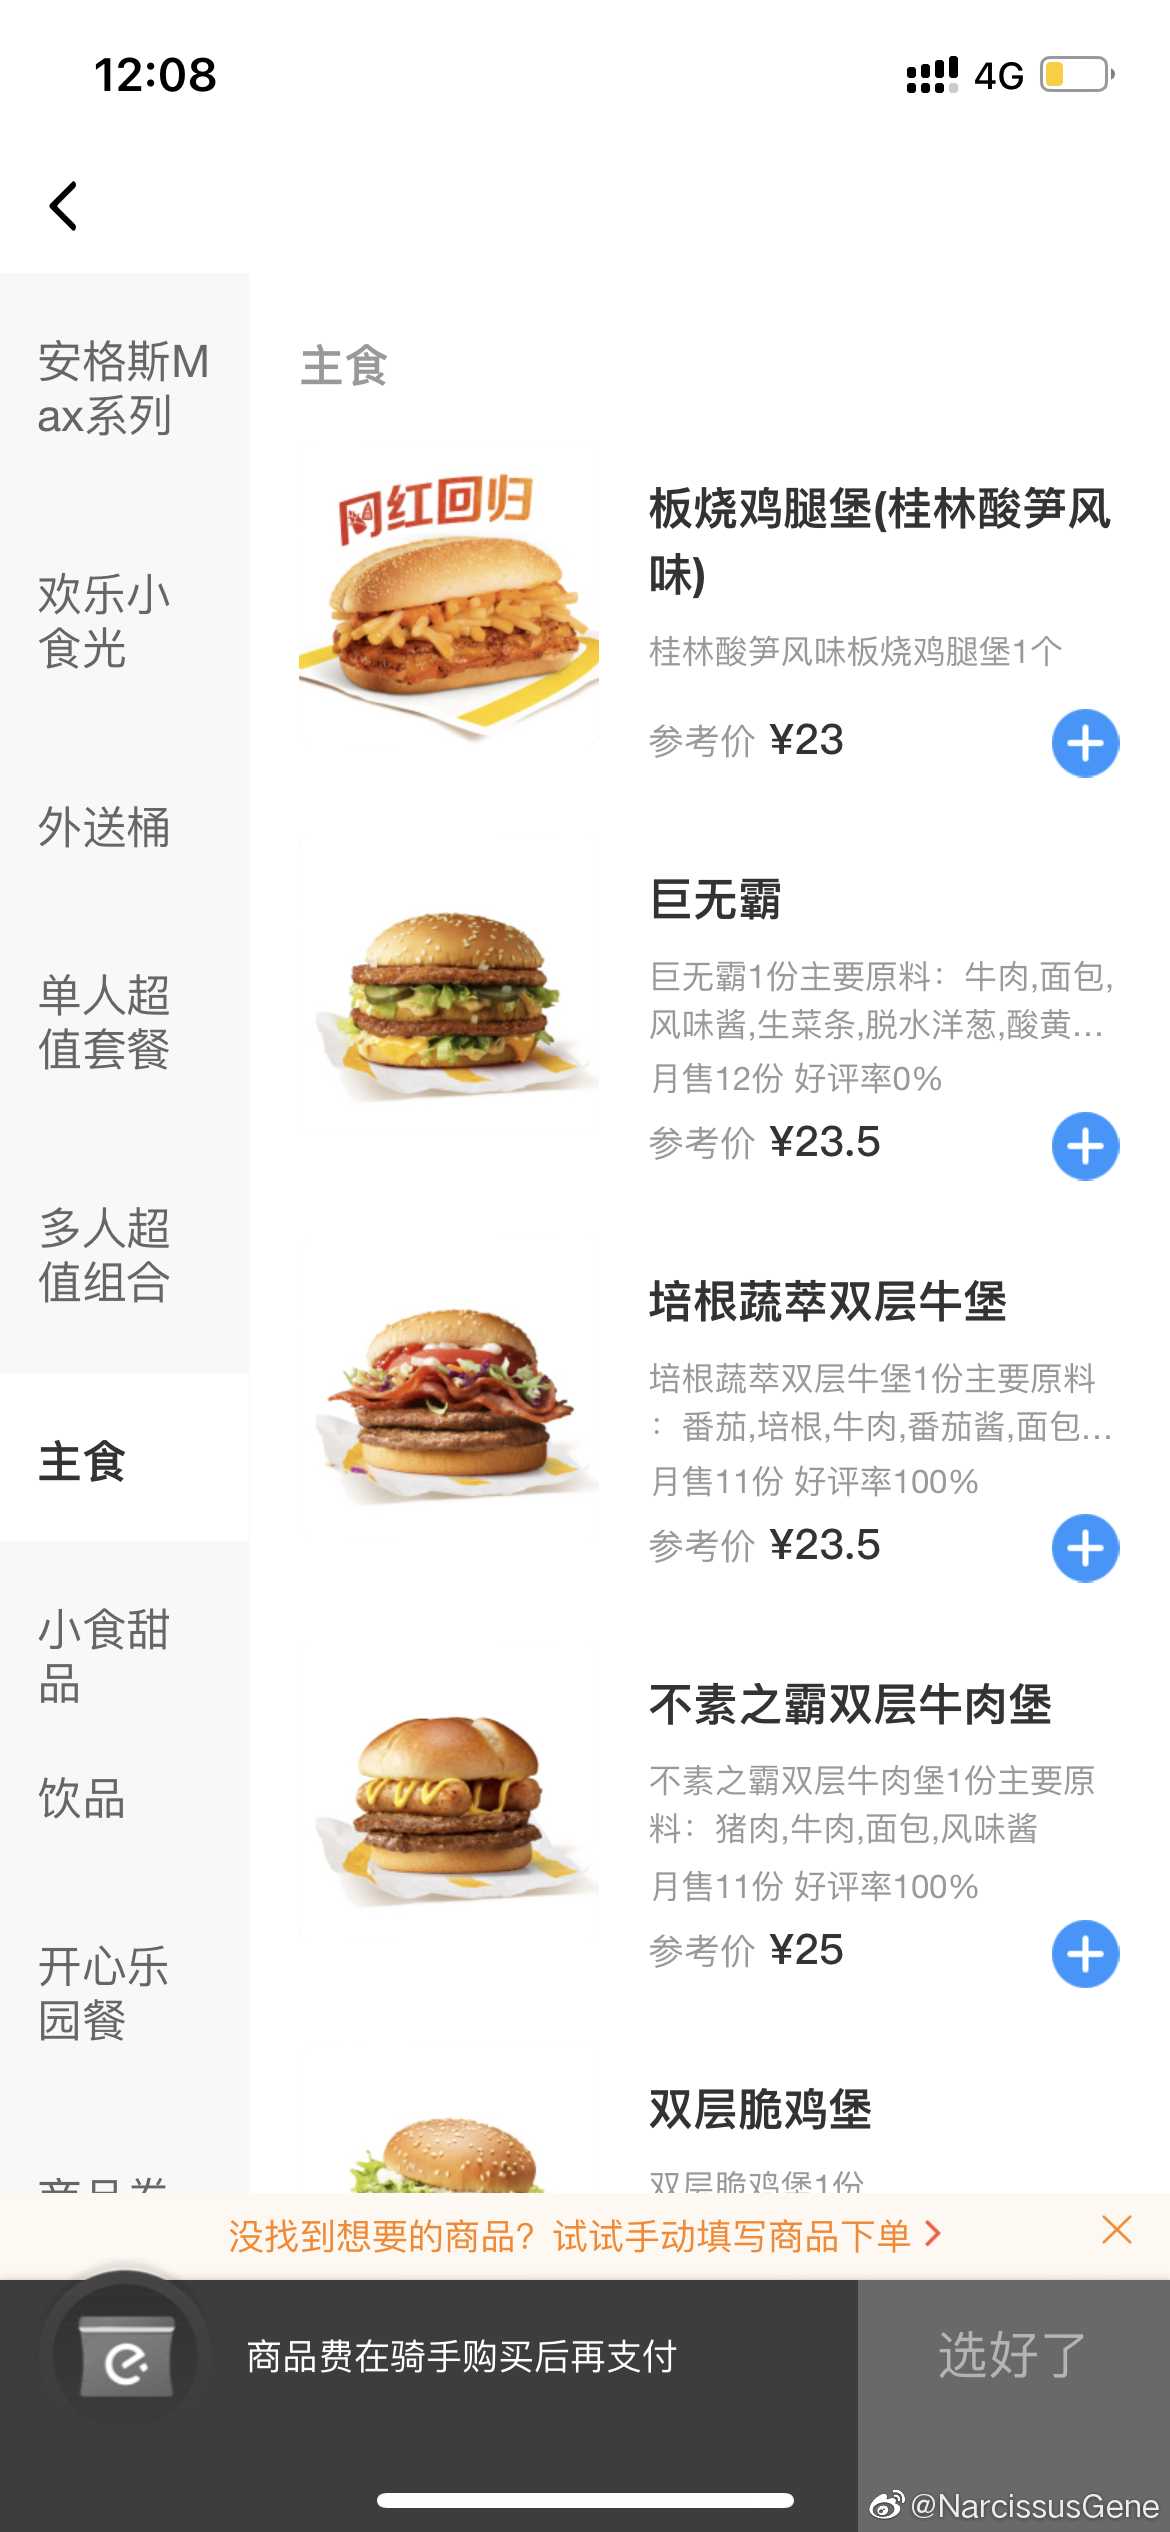 12:08
4G
安格斯M
ax系列
欢乐小
食光
外送桶
单人超
值套餐
多人超
值组合
主食
小食甜
品
饮品
开心乐
园餐
商品券
主食
网红回归
板烧鸡腿堡(桂林酸笋风
味)
桂林酸笋风味板烧鸡腿堡1个
参考价 ¥23
巨无霸
巨无霸1份主要原料：牛肉,面包,
风味酱,生菜条,脱水洋葱,酸黄...
月售12份 好评率0%
参考价 ¥23.5
培根蔬萃双层牛堡
培根蔬萃双层牛堡1份主要原料
：番茄,培根,牛肉,番茄酱,面包...
月售11份 好评率100%
参考价 ¥23.5
不素之霸双层牛肉堡
不素之霸双层牛肉堡1份主要原
料：猪肉,牛肉,面包,风味酱
月售11份 好评率100%
参考价 ¥25
双层脆鸡堡
双层脆鸡堡1份
没找到想要的商品？试试手动填写商品下单
商品费在骑手购买后再支付
选好了
@NarcissusGene